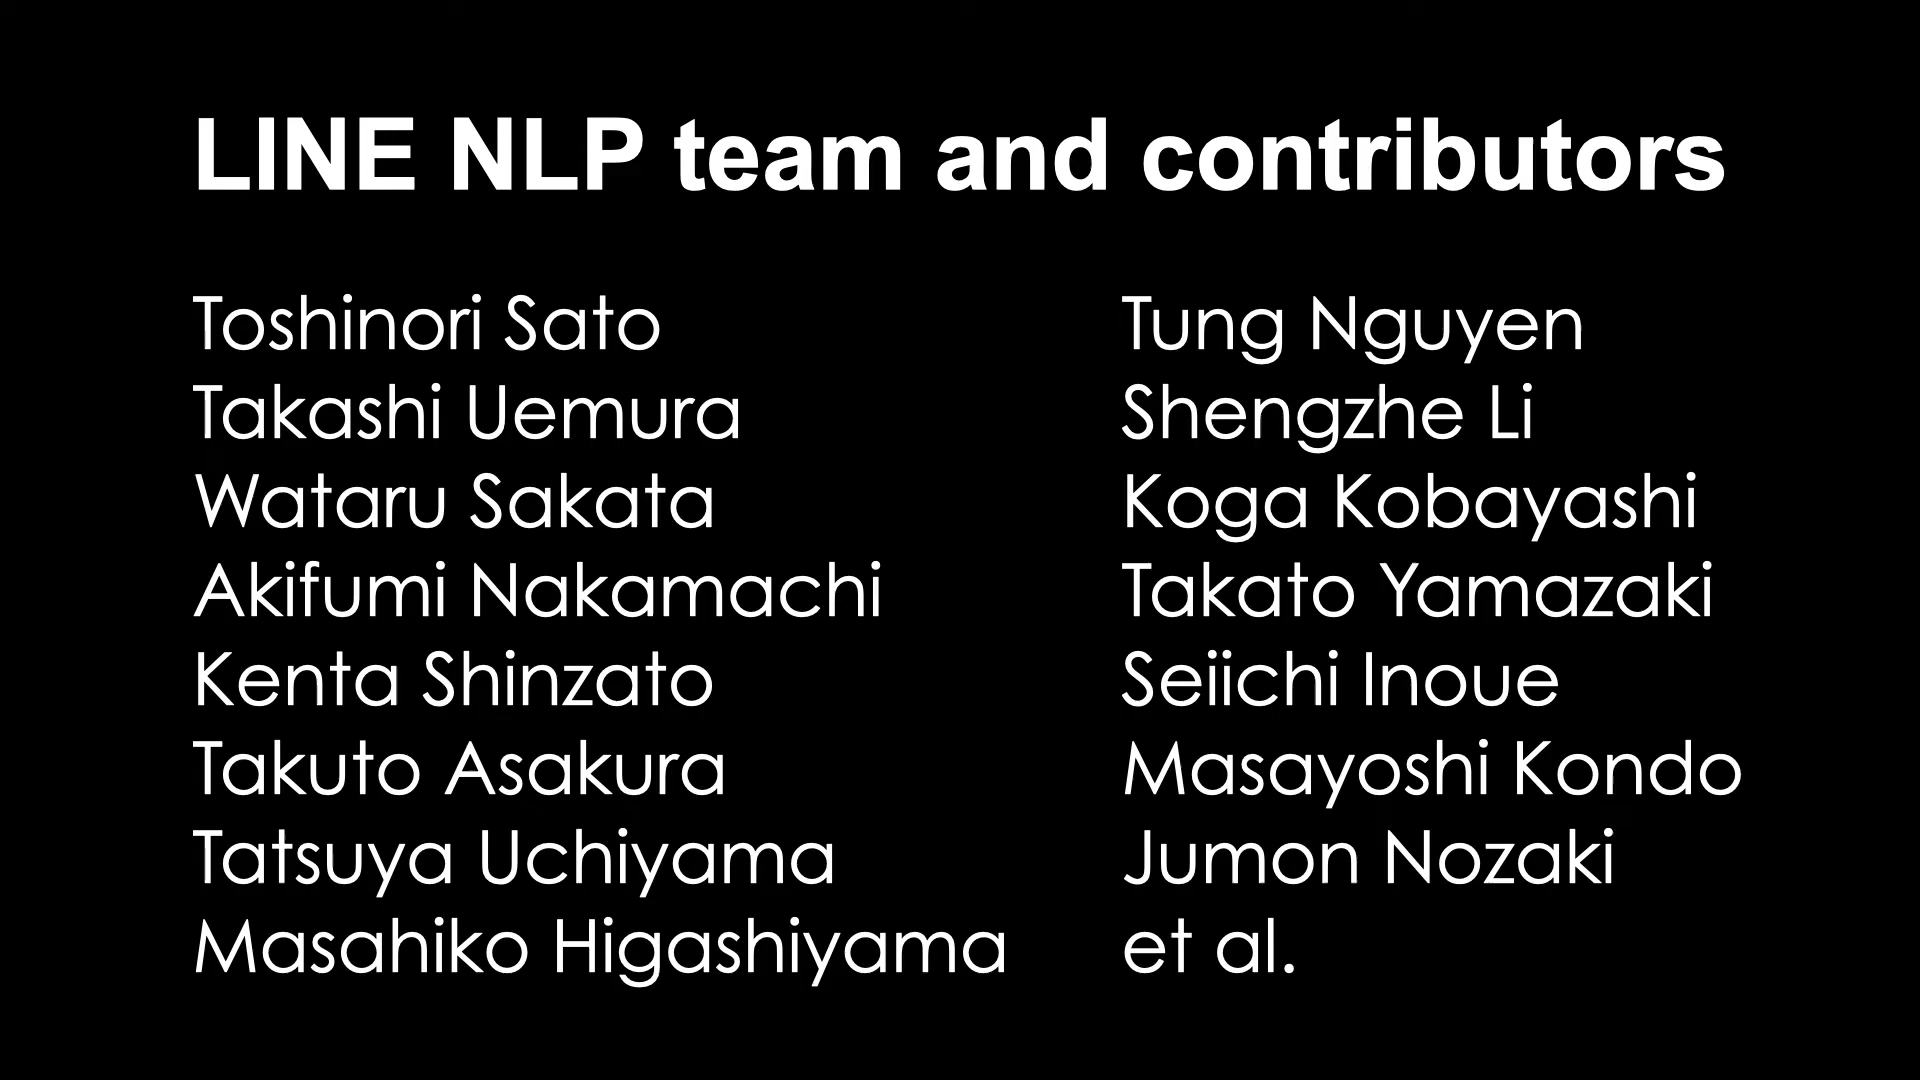 LINE NLP team and contributors
Toshinori Sato
Takashi Uemura
Wataru Sakata
Akifumi Nakamachi
Kenta Shinzato
Takuto Asakura
Tatsuya Uchiyama
Masahiko Higashiyama
Tung Nguyen
Shengzhe Li
Koga Kobayashi
Takato Yamazaki
Seiichi Inoue
Masayoshi Kondo
Jumon Nozaki
et al.